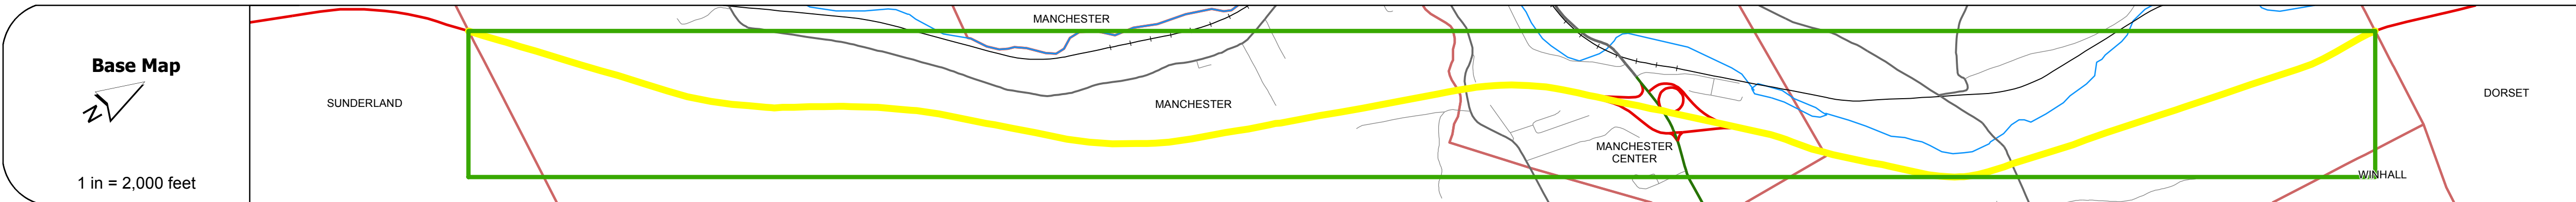 Base Map
N
1 in = 2,000 feet
SUNDERLAND
MANCHESTER
MANCHESTER
MANCHESTER
CENTER
WINHALL
DORSET